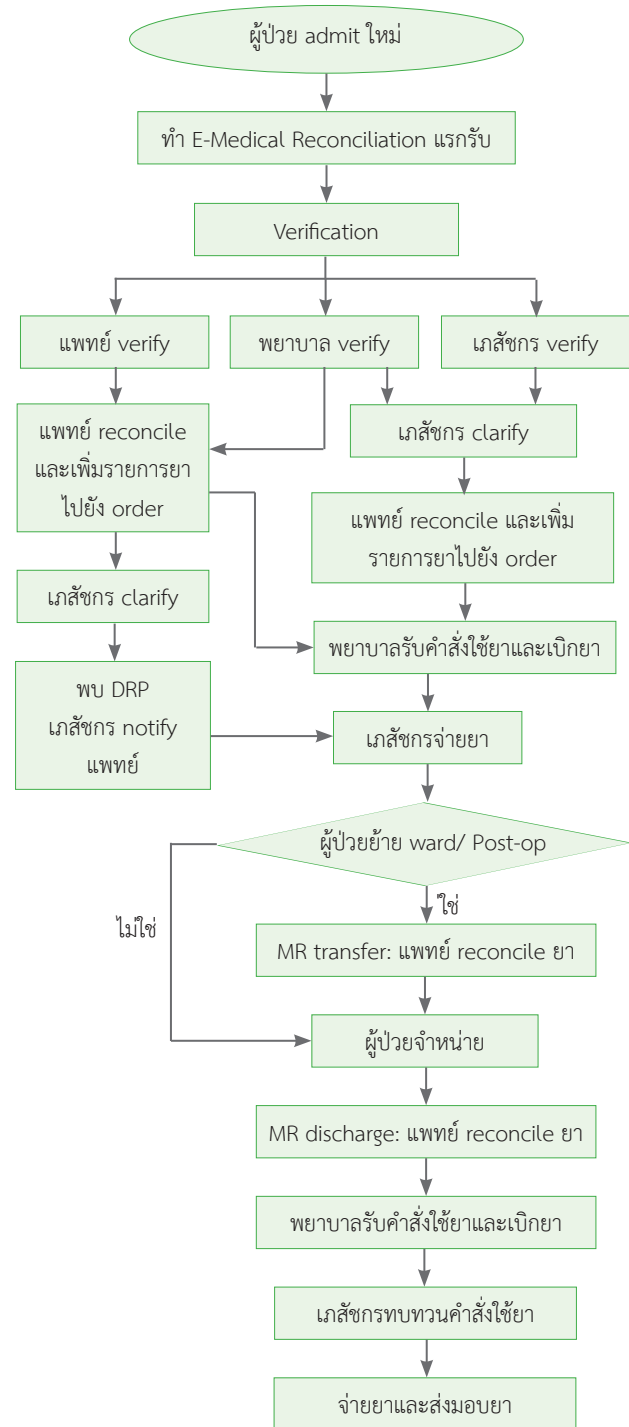 ผู้ป่วย admit ใหม่
ทำ E-Medical Reconciliation แรกรับ
Verification
แพทย์ verify
พยาบาล verify
เภสัชกร verify
แพทย์ reconcile
และเพิ่มรายการยา
ไปยัง order
เภสัชกร clarify
แพทย์ reconcile และเพิ่ม
รายการยาไปยัง order
เภสัชกร clarify
พยาบาลรับคำสั่งใช้ยาและเบิกยา
พบ DRP
เภสัชกร notify
แพทย์
เภสัชกรจ่ายยา
ผู้ป่วยย้าย ward/ Post-op
ไม่ใช่
ใช่
MR transfer: แพทย์ reconcile ยา
ผู้ป่วยจำหน่าย
MR discharge: แพทย์ reconcile ยา
พยาบาลรับคำสั่งใช้ยาและเบิกยา
เภสัชกรทบทวนคำสั่งใช้ยา
จ่ายยาและส่งมอบยา